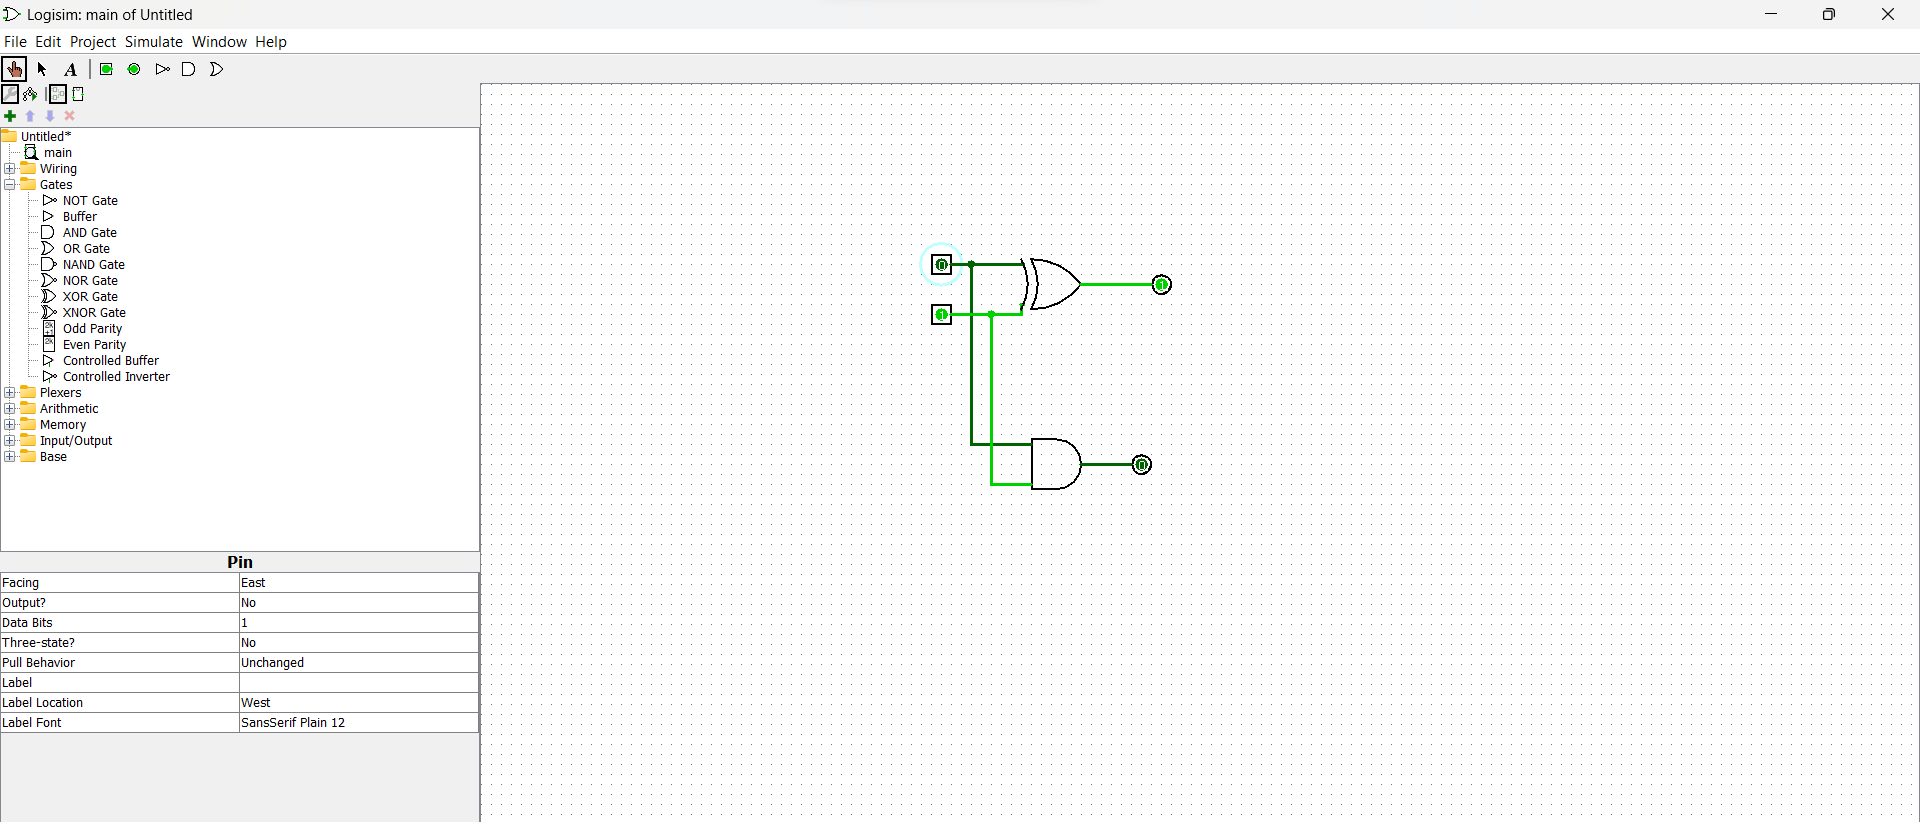 Logisim: main of Untitled
File Edit Project Simulate Window Help
A
Untitled*
main
Wiring
Gates
NOT Gate
Buffer
AND Gate
OR Gate
NAND Gate
NOR Gate
XOR Gate
XNOR Gate
Odd Parity
Even Parity
Controlled Buffer
Controlled Inverter
Plexers
Arithmetic
Memory
Input/Output
Base
Pin
Facing East
Output? No
Data Bits 1
Three-state? No
Pull Behavior Unchanged
Label
Label Location West
Label Font SansSerif Plain 12
0
1
1
0